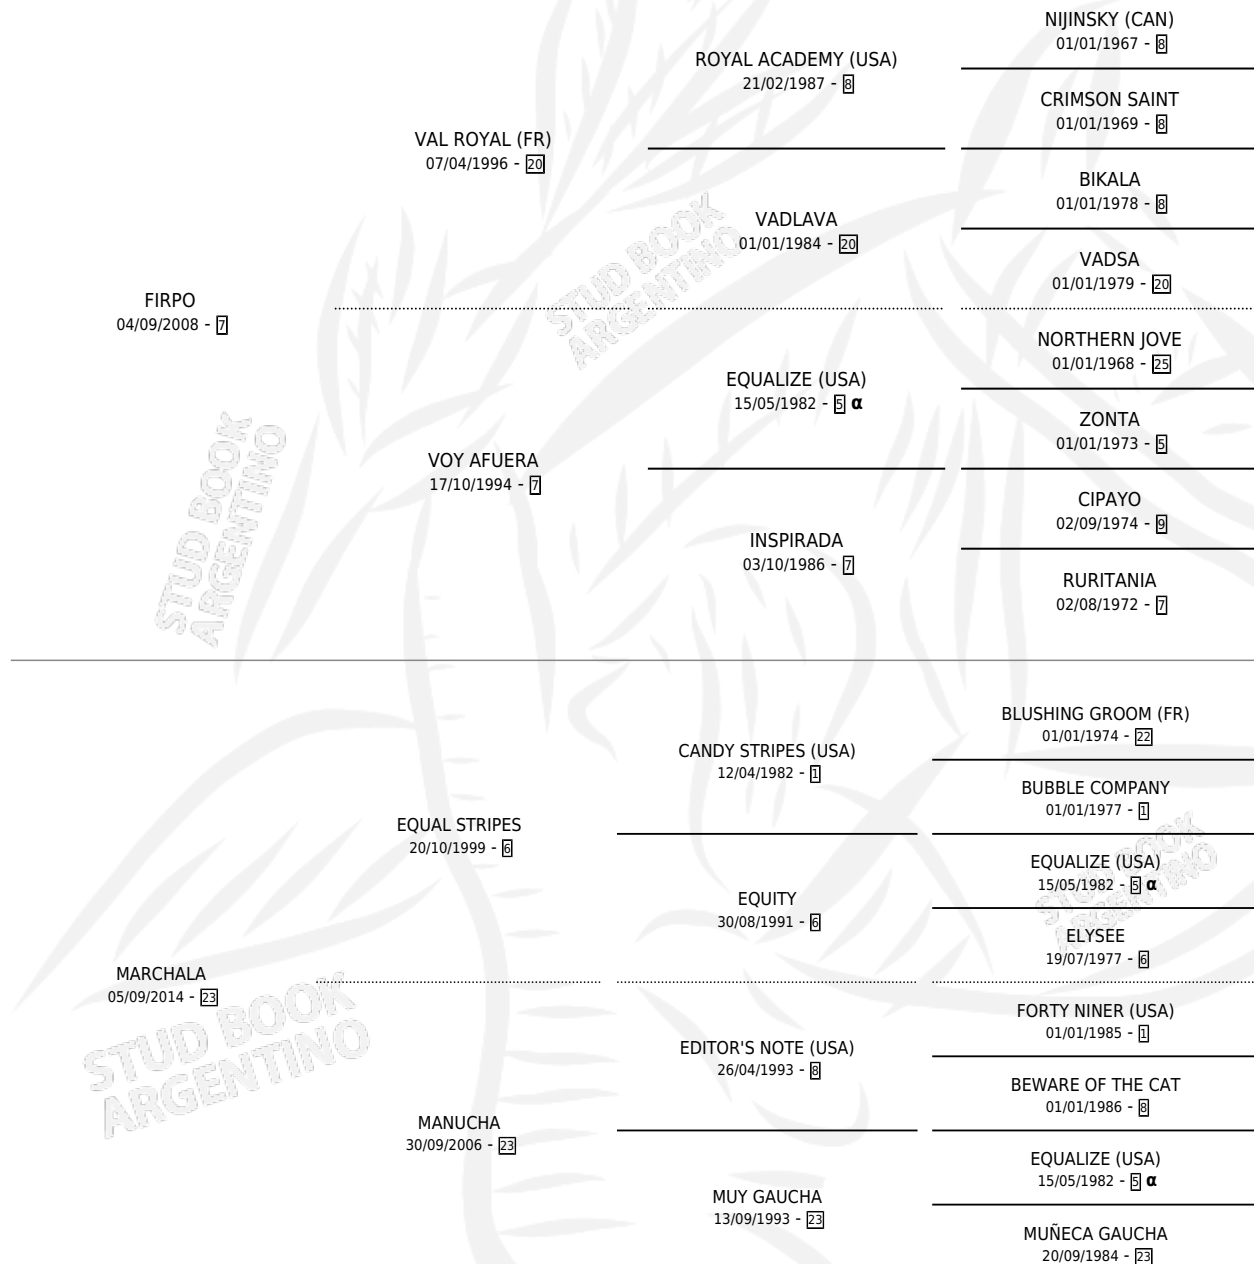 NIJINSKY (CAN)
01/01/1967 - 8
ROYAL ACADEMY (USA)
21/02/1987 - 8
CRIMSON SAINT
01/01/1969 - 8
VAL ROYAL (FR)
07/04/1996 - 20
BIKALA
01/01/1978 - 8
VADLAVA
01/01/1984 - 20
VADSA
01/01/1979 - 20
FIRPO
04/09/2008 - 7
NORTHERN JOVE
01/01/1968 - 25
EQUALIZE (USA)
15/05/1982 - 5 α
ZONTA
01/01/1973 - 5
VOY AFUERA
17/10/1994 - 7
CIPAYO
02/09/1974 - 9
INSPIRADA
03/10/1986 - 7
RURITANIA
02/08/1972 - 7
STUD BOOK
ARGENTINO
STUD BOOK
ARGENTINO
BLUSHING GROOM (FR)
01/01/1974 - 22
CANDY STRIPES (USA)
12/04/1982 - 1
BUBBLE COMPANY
01/01/1977 - 1
EQUAL STRIPES
20/10/1999 - 6
EQUALIZE (USA)
15/05/1982 - 5 α
EQUITY
30/08/1991 - 6
ELYSEE
19/07/1977 - 6
MARCHALA
05/09/2014 - 23
FORTY NINER (USA)
01/01/1985 - 1
EDITOR'S NOTE (USA)
26/04/1993 - 8
BEWARE OF THE CAT
01/01/1986 - 8
MANUCHA
30/09/2006 - 23
EQUALIZE (USA)
15/05/1982 - 5 α
MUY GAUCHA
13/09/1993 - 23
MUÑECA GAUCHA
20/09/1984 - 23
STUD BOOK
ARGENTINO
STUD BOOK
ARGENTINO